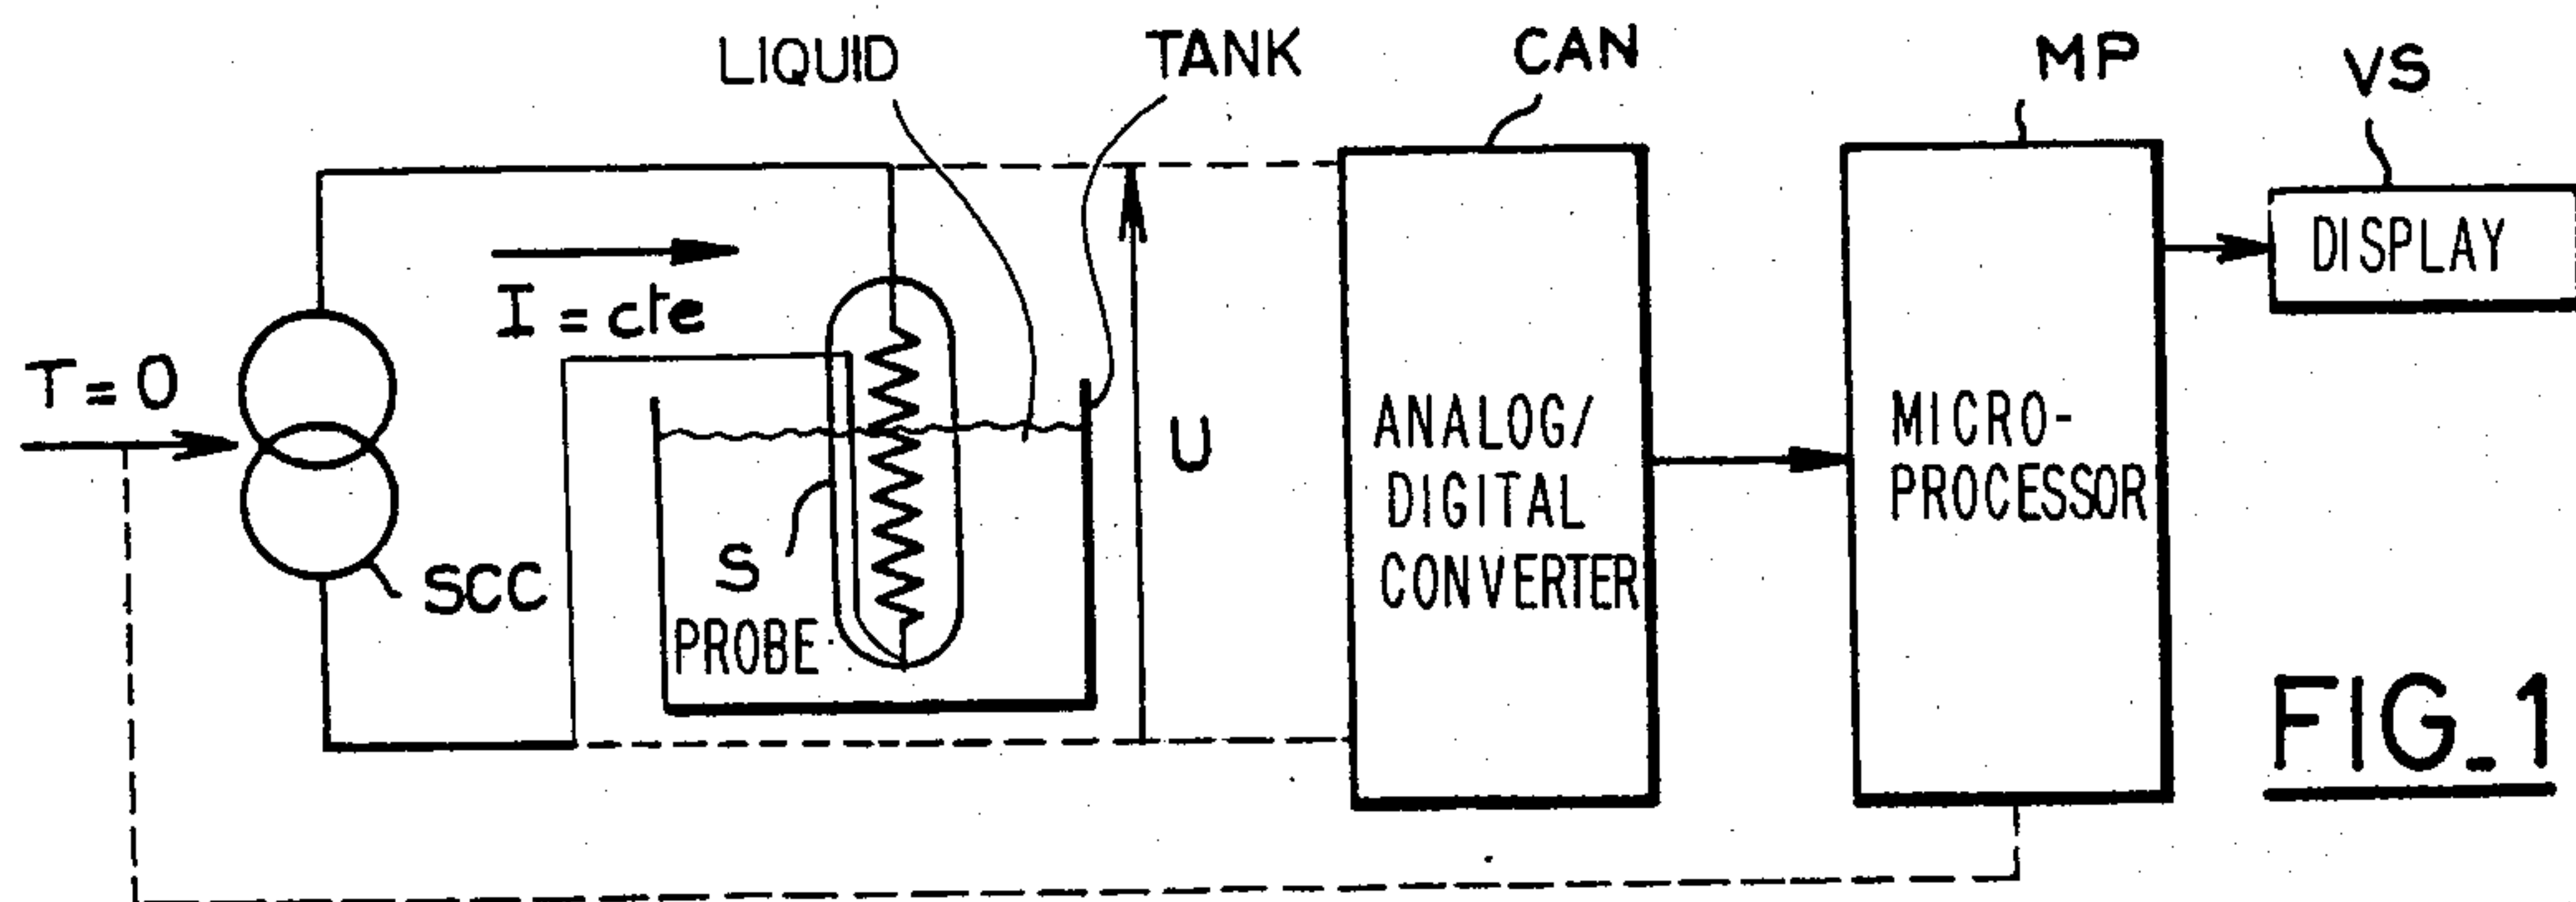 LIQUID
TANK
CAN
MP
VS
DISPLAY
I = cte
T = 0
U
ANALOG/
DIGITAL
CONVERTER
MICRO-
PROCESSOR
S
PROBE
SCC
FIG_1